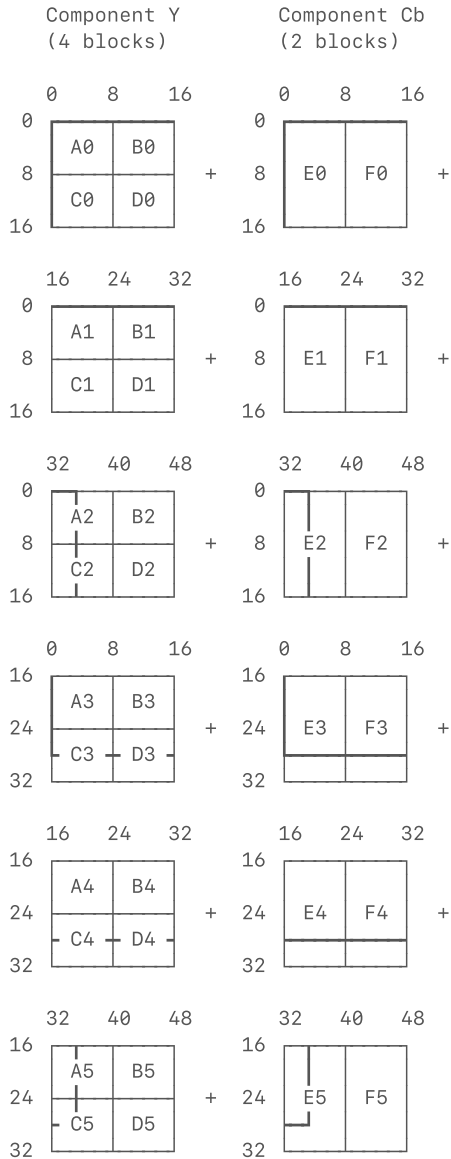 Component Y Component Cb
(4 blocks) (2 blocks)
0 8 16 0 8 16
0 0
A0 B0
8 + 8 E0 F0 +
C0 D0
16 16
16 24 32 16 24 32
0 0
A1 B1
8 + 8 E1 F1 +
C1 D1
16 16
32 40 48 32 40 48
0 0
A2 B2
8 + 8 E2 F2 +
C2 D2
16 16
0 8 16 0 8 16
16 16
A3 B3
24 + 24 E3 F3 +
C3 D3
32 32
16 24 32 16 24 32
16 16
A4 B4
24 + 24 E4 F4 +
C4 D4
32 32
32 40 48 32 40 48
16 16
A5 B5
24 + 24 E5 F5 +
C5 D5
32 32